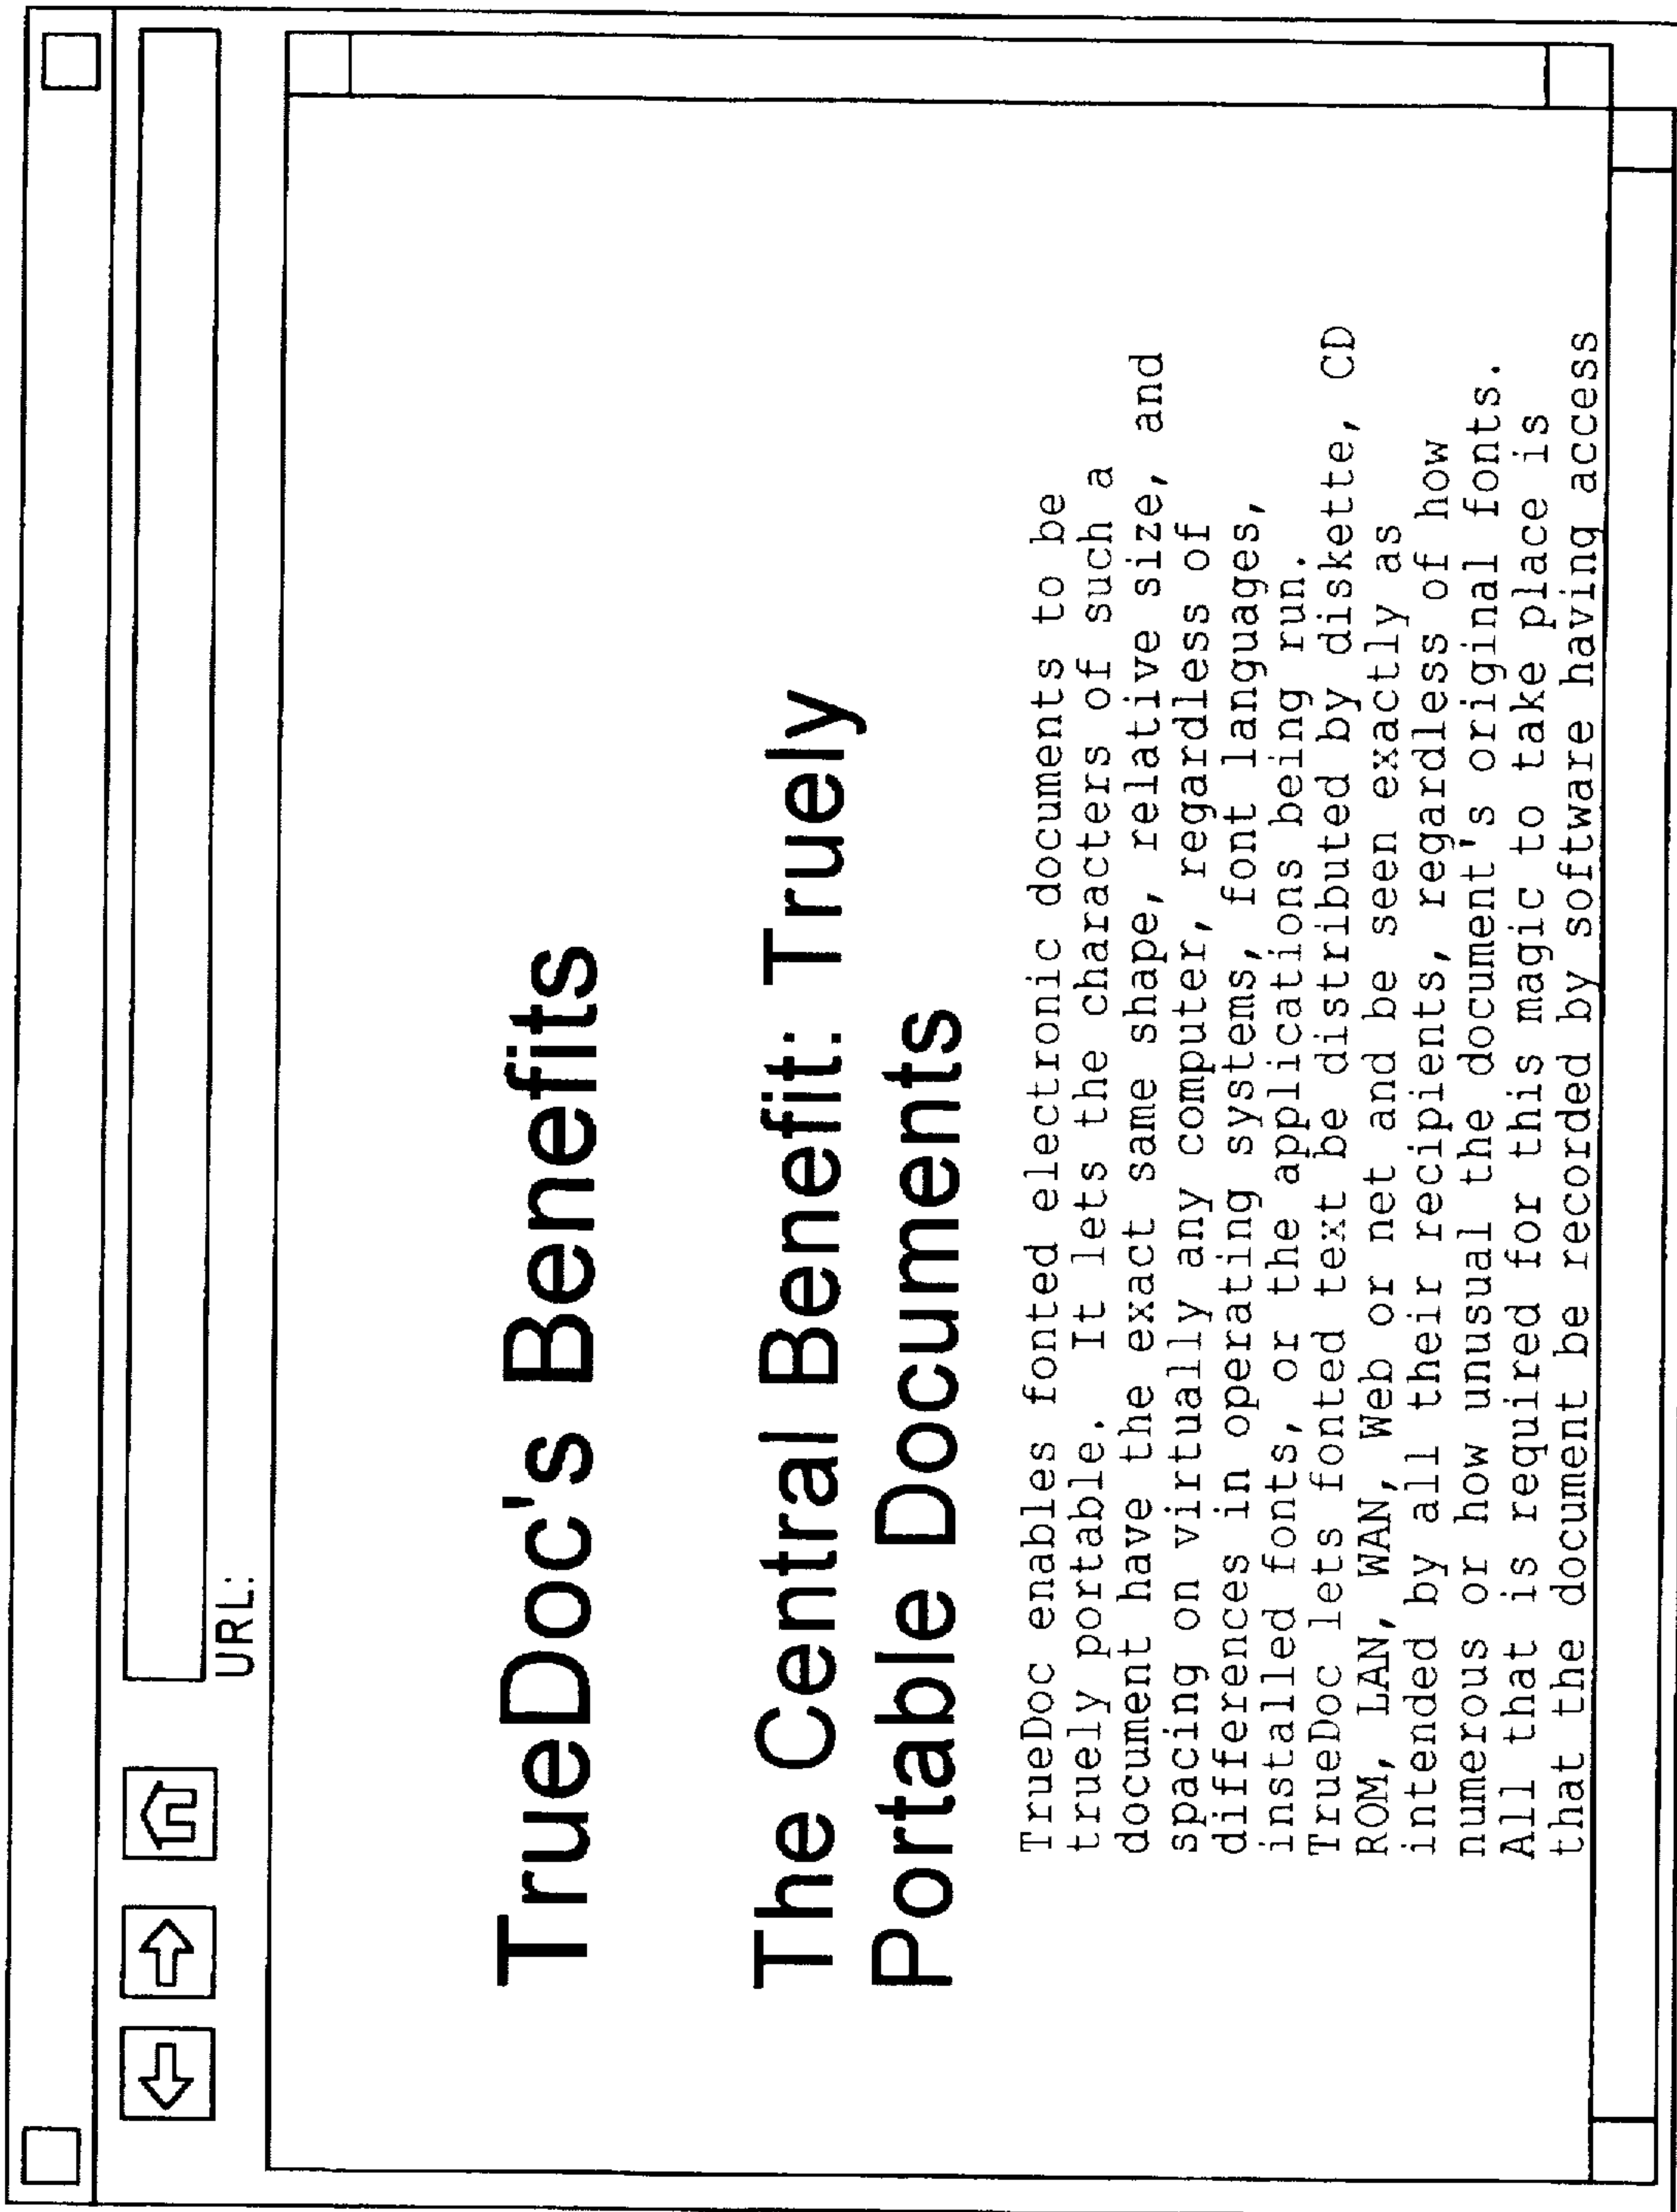 URL:
TrueDoc's Benefits
The Central Benefit: Truely
Portable Documents
TrueDoc enables fonted electronic documents to be
truely portable. It lets the characters of such a
document have the exact same shape, relative size, and
spacing on virtually any computer, regardless of
differences in operating systems, font languages,
installed fonts, or the applications being run.
TrueDoc lets fonted text be distributed by diskette, CD
ROM, LAN, WAN, Web or net and be seen exactly as
intended by all their recipients, regardless of how
numerous or how unusual the document's original fonts.
All that is required for this magic to take place is
that the document be recorded by software having access